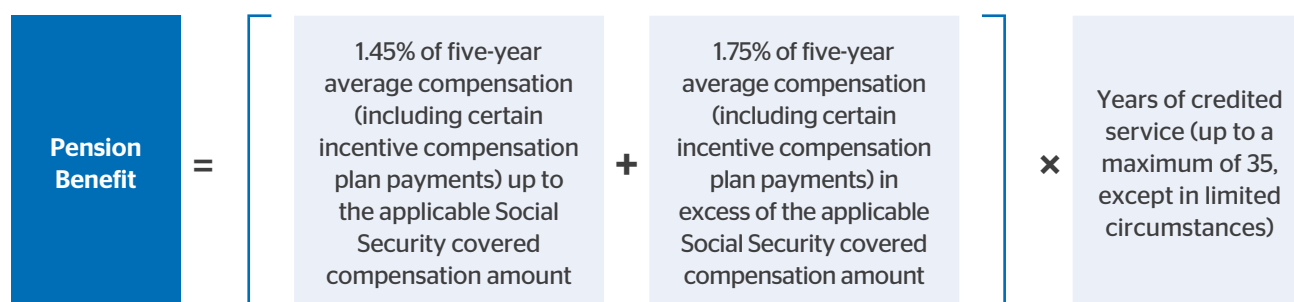 Pension
Benefit
=
1.45% of five-year
average compensation
(including certain
incentive compensation
plan payments) up to
the applicable Social
Security covered
compensation amount
+
1.75% of five-year
average compensation
(including certain
incentive compensation
plan payments) in
excess of the applicable
Social Security covered
compensation amount
×
Years of credited
service (up to a
maximum of 35,
except in limited
circumstances)